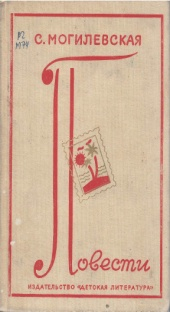 С. МОГИЛЕВСКАЯ
Повести
ИЗДАТЕЛЬСТВО «ДЕТСКАЯ ЛИТЕРАТУРА»